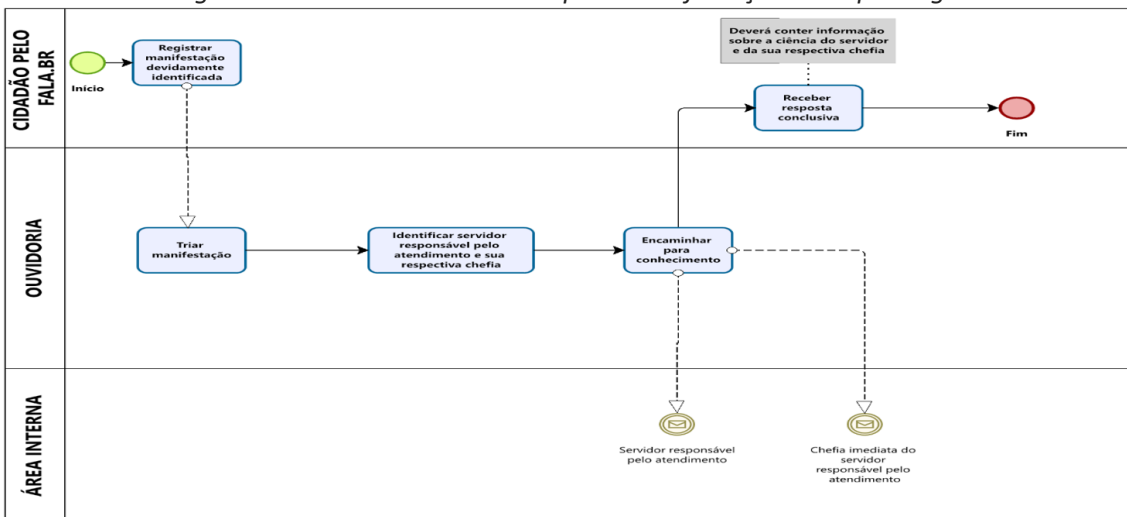 CIDADÃO PELO
FALA.BR
Início
Registrar
manifestação
devidamente
identificada
Deverá conter informação
sobre a ciência do servidor
e da sua respectiva chefia
Receber
resposta
conclusiva
Fim
OUVIDORIA
Triar
manifestação
Identificar servidor
responsável pelo
atendimento e sua
respectiva chefia
Encaminhar
para
conhecimento
ÁREA INTERNA
Servidor responsável
pelo atendimento
Chefia imediata do
servidor
responsável pelo
atendimento